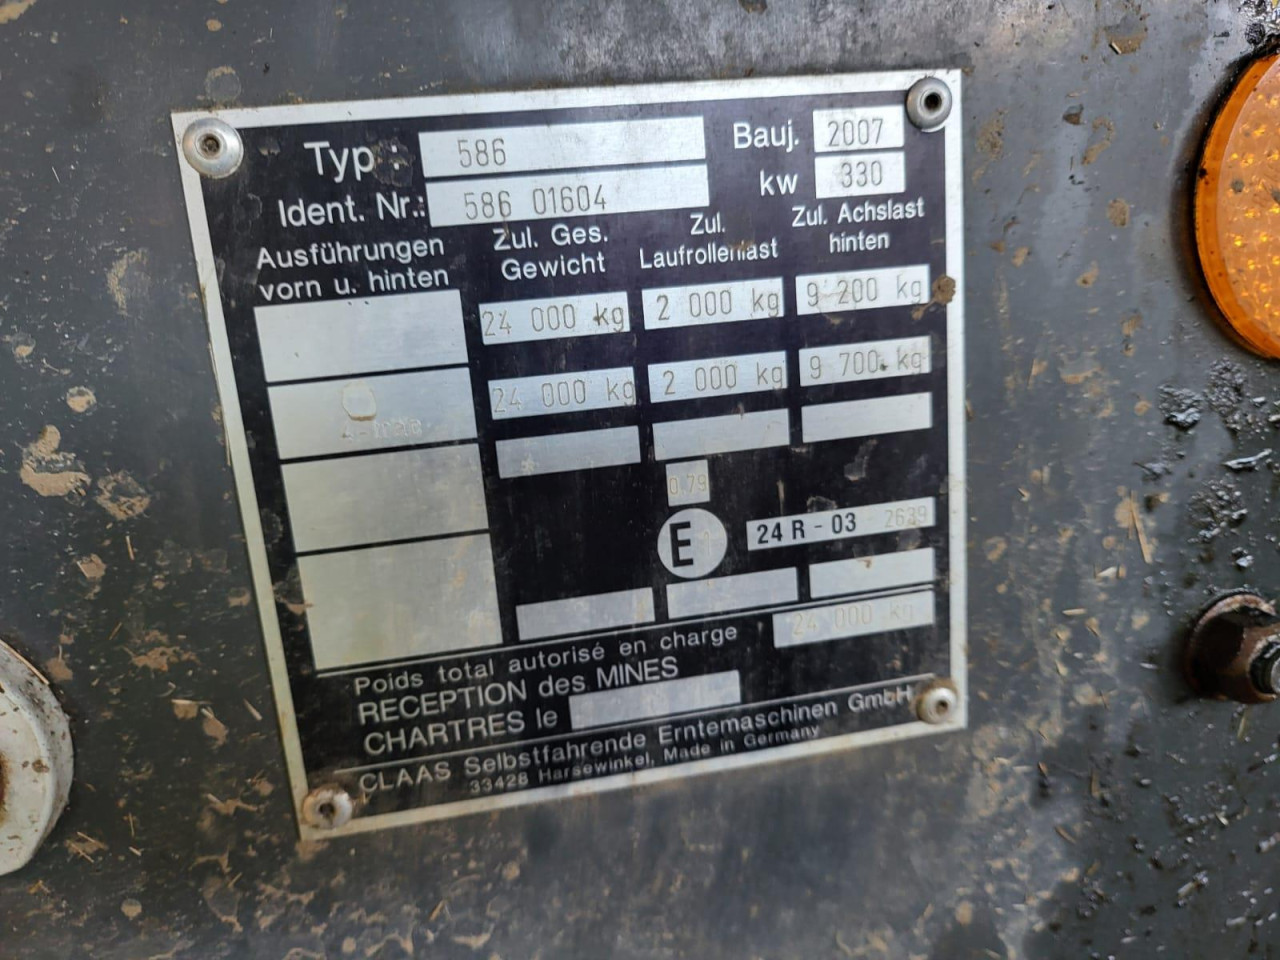 Typ : 586
Bauj. 2007
Ident. Nr.: 586 01604
kw 330
Ausführungen vorn u. hinten
Zul. Ges. Gewicht
Zul. Laufrollenlast
Zul. Achslast hinten
24 000 kg 2 000 kg 9 200 kg
24 000 kg 2 000 kg 9 700 kg
0.79
E 24 R - 03 2639
Poids total autorisé en charge 24 000 kg
RECEPTION des MINES
CHARTRES le
CLAAS Selbstfahrende Erntemaschinen GmbH
33428 Harsewinkel, Made in Germany